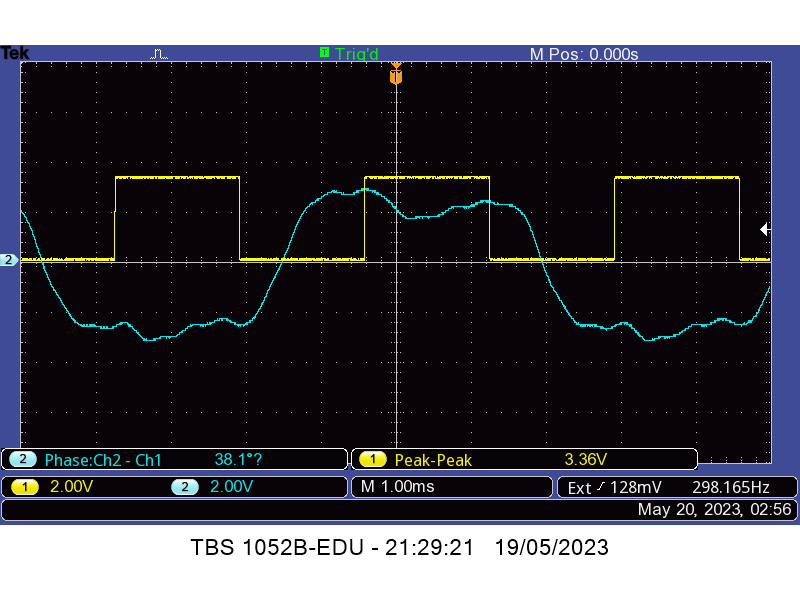 Tek T Trig'd M Pos: 0.000s
T
2
2 Phase:Ch2 - Ch1 38.1°? 1 Peak-Peak 3.36V
1 2.00V 2 2.00V M 1.00ms Ext 128mV 298.165Hz
May 20, 2023, 02:56
TBS 1052B-EDU - 21:29:21 19/05/2023